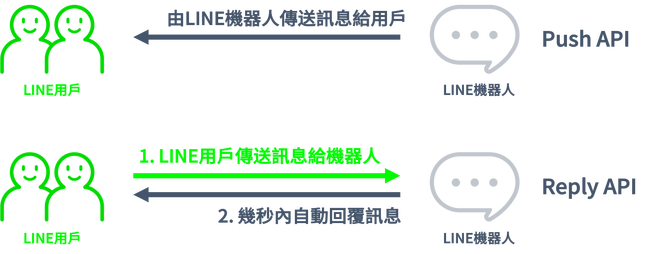 由LINE機器人傳送訊息給用戶
Push API
LINE用戶
LINE機器人
1. LINE用戶傳送訊息給機器人
Reply API
2. 幾秒內自動回覆訊息
LINE用戶
LINE機器人